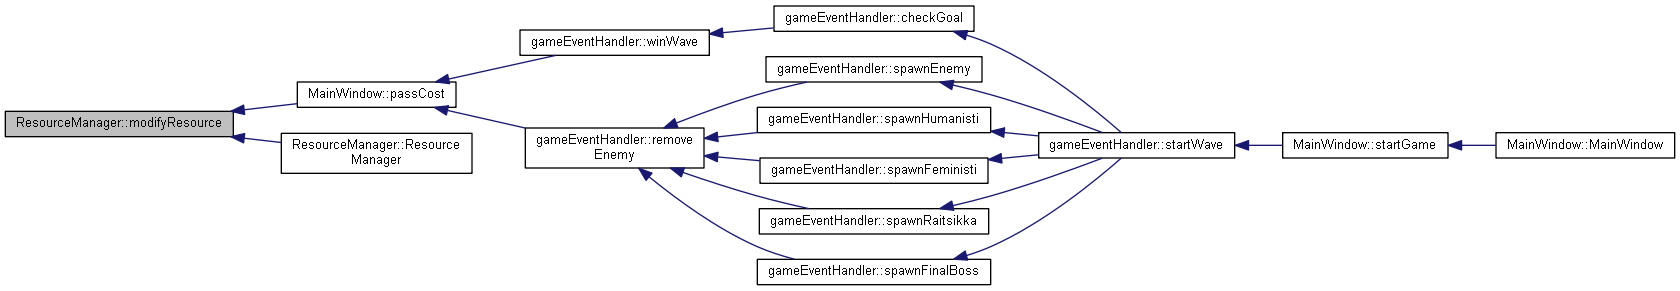 ResourceManager::modifyResource
MainWindow::passCost
ResourceManager::Resource
Manager
gameEventHandler::winWave
gameEventHandler::remove
Enemy
gameEventHandler::checkGoal
gameEventHandler::spawnEnemy
gameEventHandler::spawnHumanisti
gameEventHandler::spawnFeministi
gameEventHandler::spawnRaitsikka
gameEventHandler::spawnFinalBoss
gameEventHandler::startWave
MainWindow::startGame
MainWindow::MainWindow